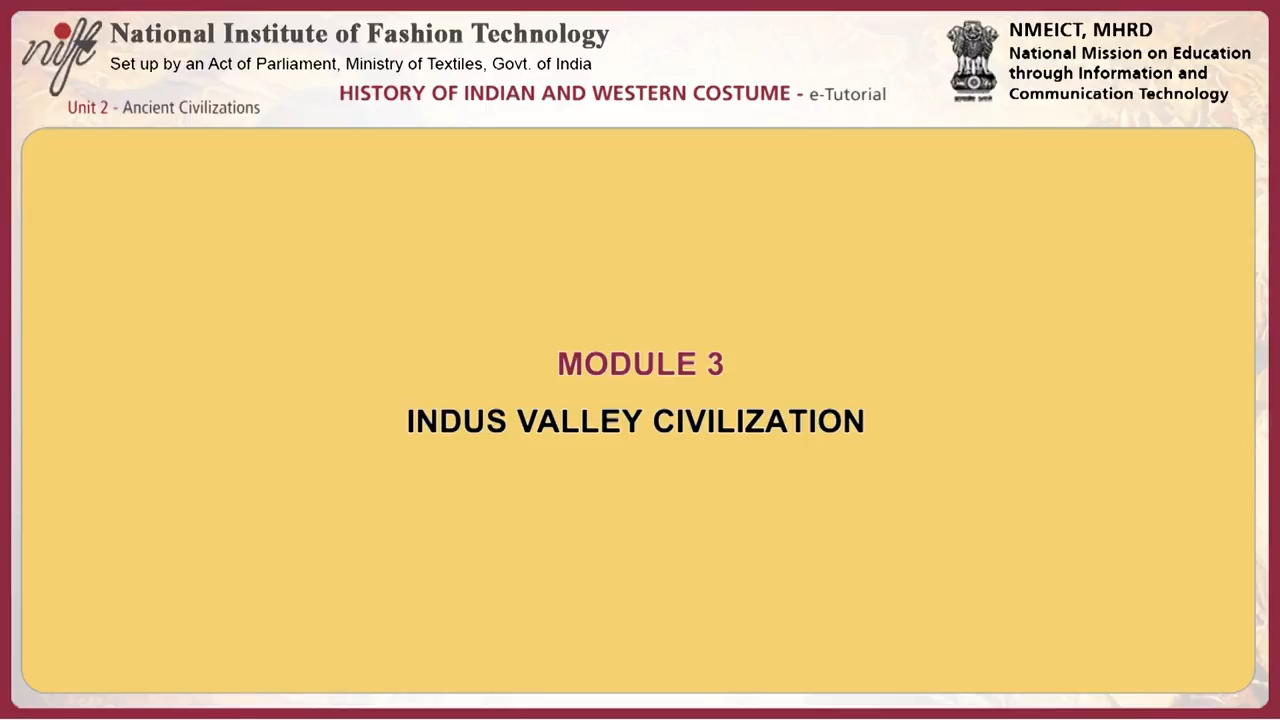 nift
National Institute of Fashion Technology
Set up by an Act of Parliament, Ministry of Textiles, Govt. of India
Unit 2 - Ancient Civilizations
HISTORY OF INDIAN AND WESTERN COSTUME - e-Tutorial
NMEICT, MHRD
National Mission on Education
through Information and
Communication Technology
MODULE 3
INDUS VALLEY CIVILIZATION